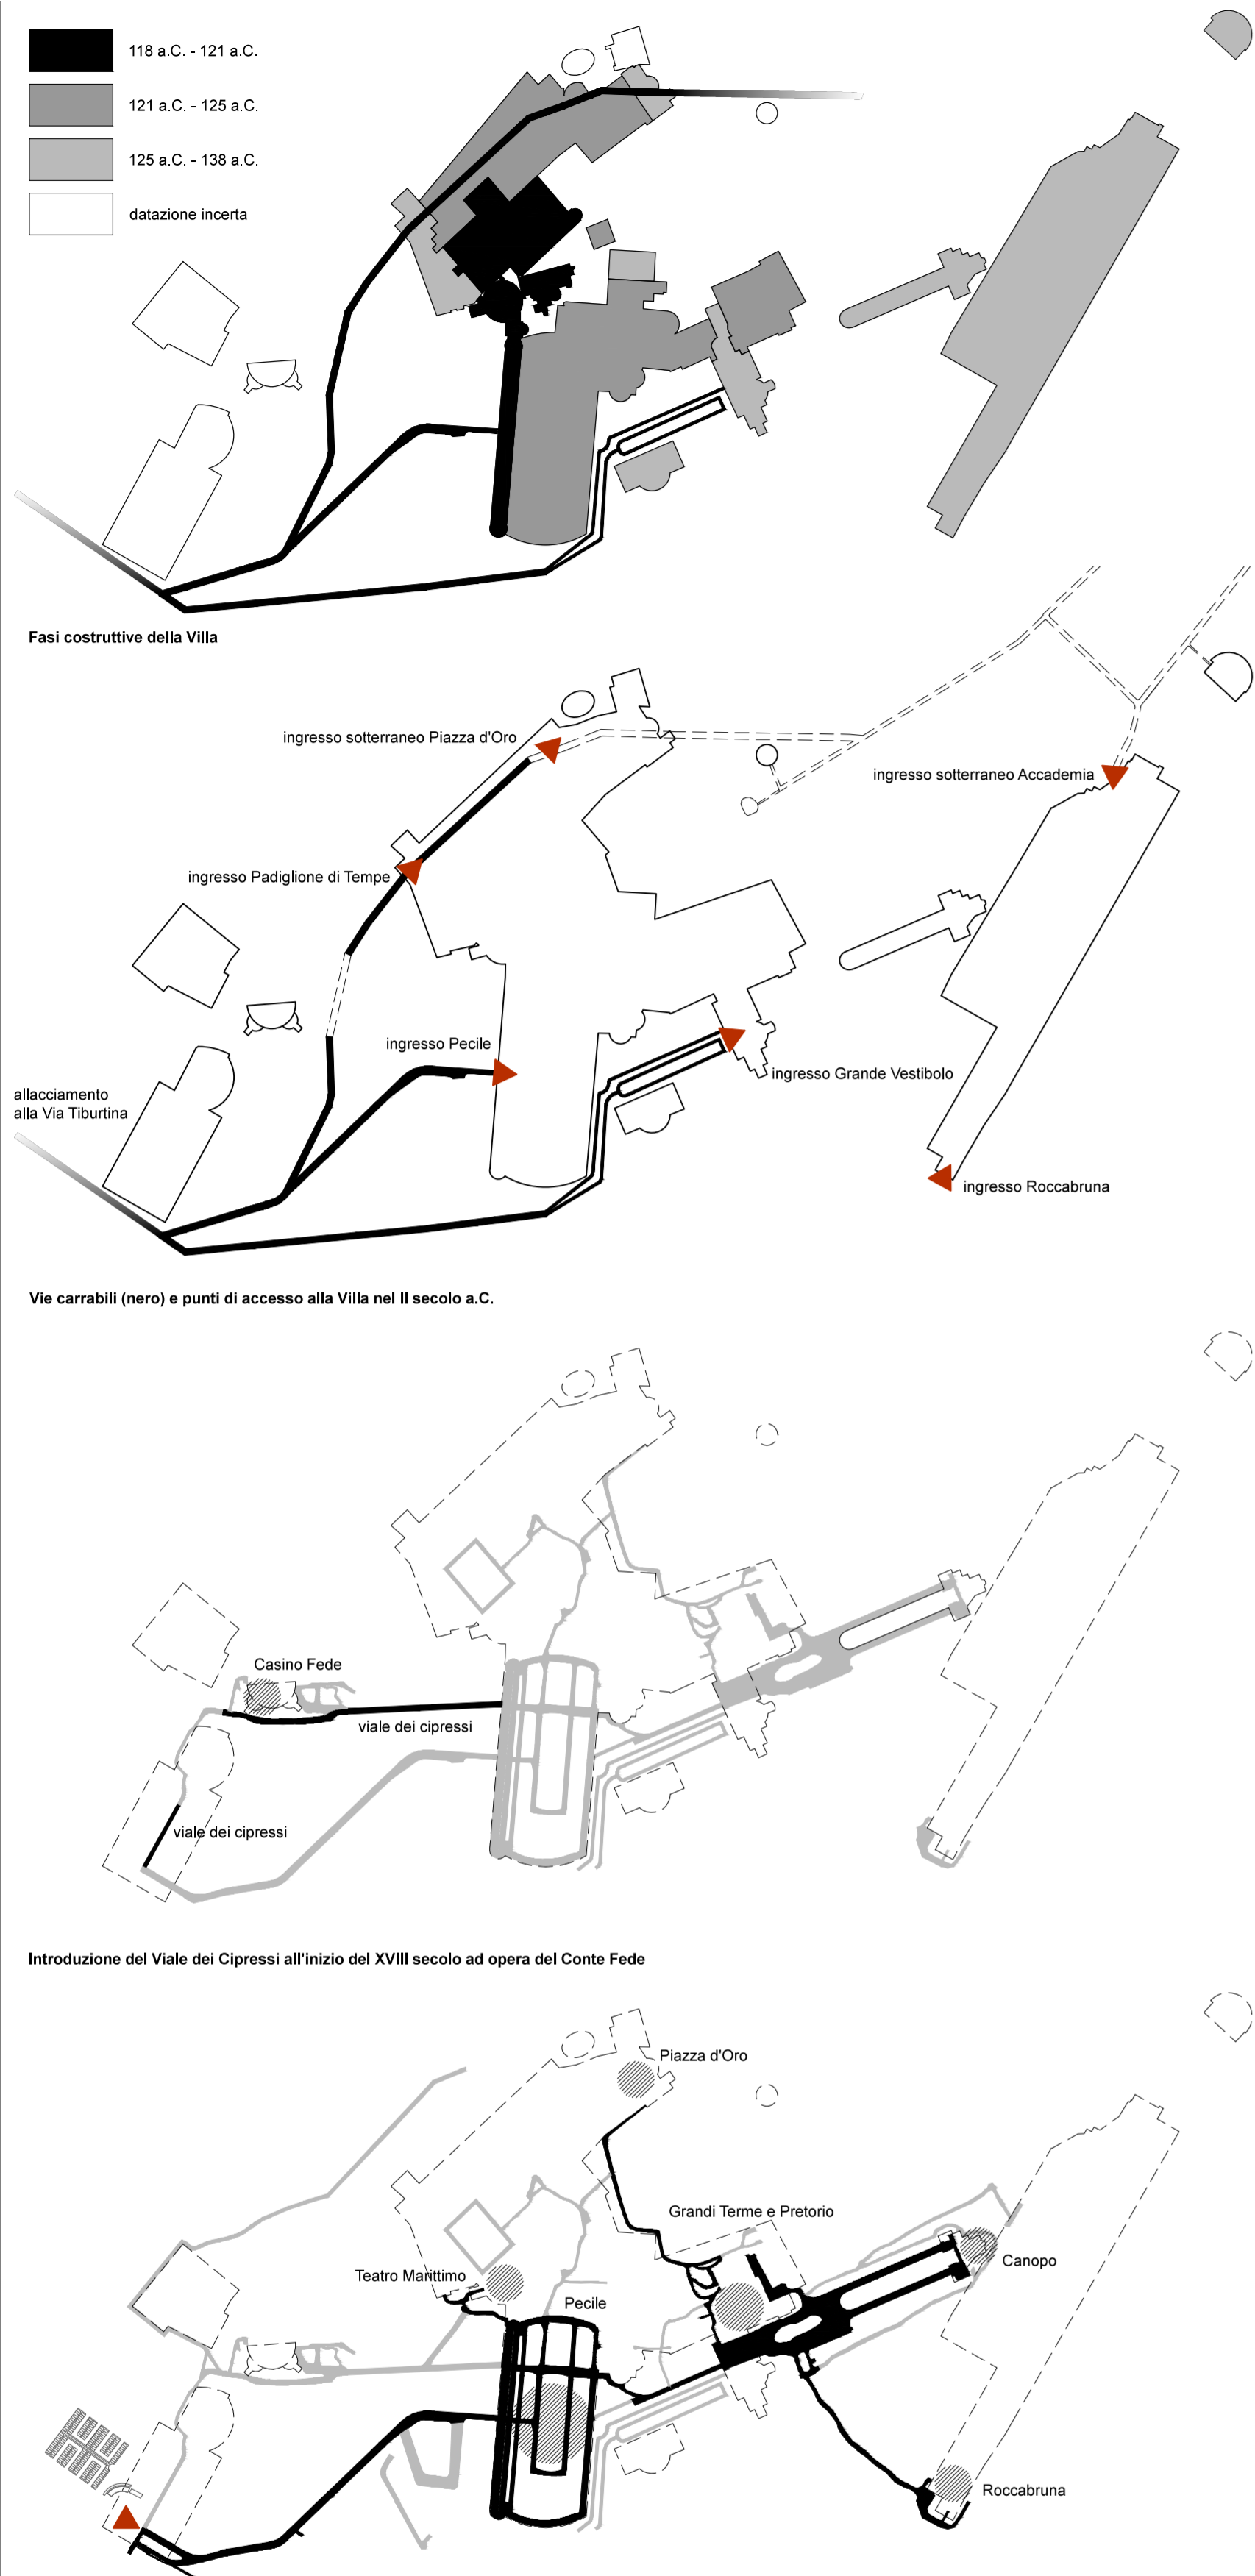 118 a.C. - 121 a.C.
121 a.C. - 125 a.C.
125 a.C. - 138 a.C.
datazione incerta
Fasi costruttive della Villa
ingresso sotterraneo Piazza d'Oro
ingresso sotterraneo Accademia
ingresso Padiglione di Tempe
ingresso Pecile
ingresso Grande Vestibolo
allacciamento
alla Via Tiburtina
ingresso Roccabruna
Vie carrabili (nero) e punti di accesso alla Villa nel II secolo a.C.
Casino Fede
viale dei cipressi
viale dei cipressi
Introduzione del Viale dei Cipressi all'inizio del XVIII secolo ad opera del Conte Fede
Piazza d'Oro
Grandi Terme e Pretorio
Canopo
Teatro Marittimo
Pecile
Roccabruna